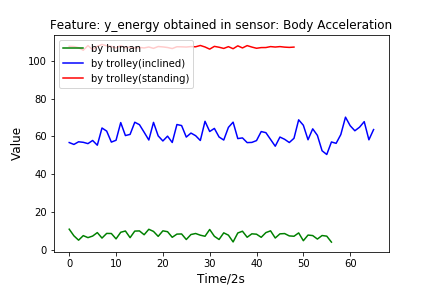 Feature: y_energy obtained in sensor: Body Acceleration
by human
by trolley(inclined)
by trolley(standing)
Value
100
80
60
40
20
0
0 10 20 30 40 50 60
Time/2s